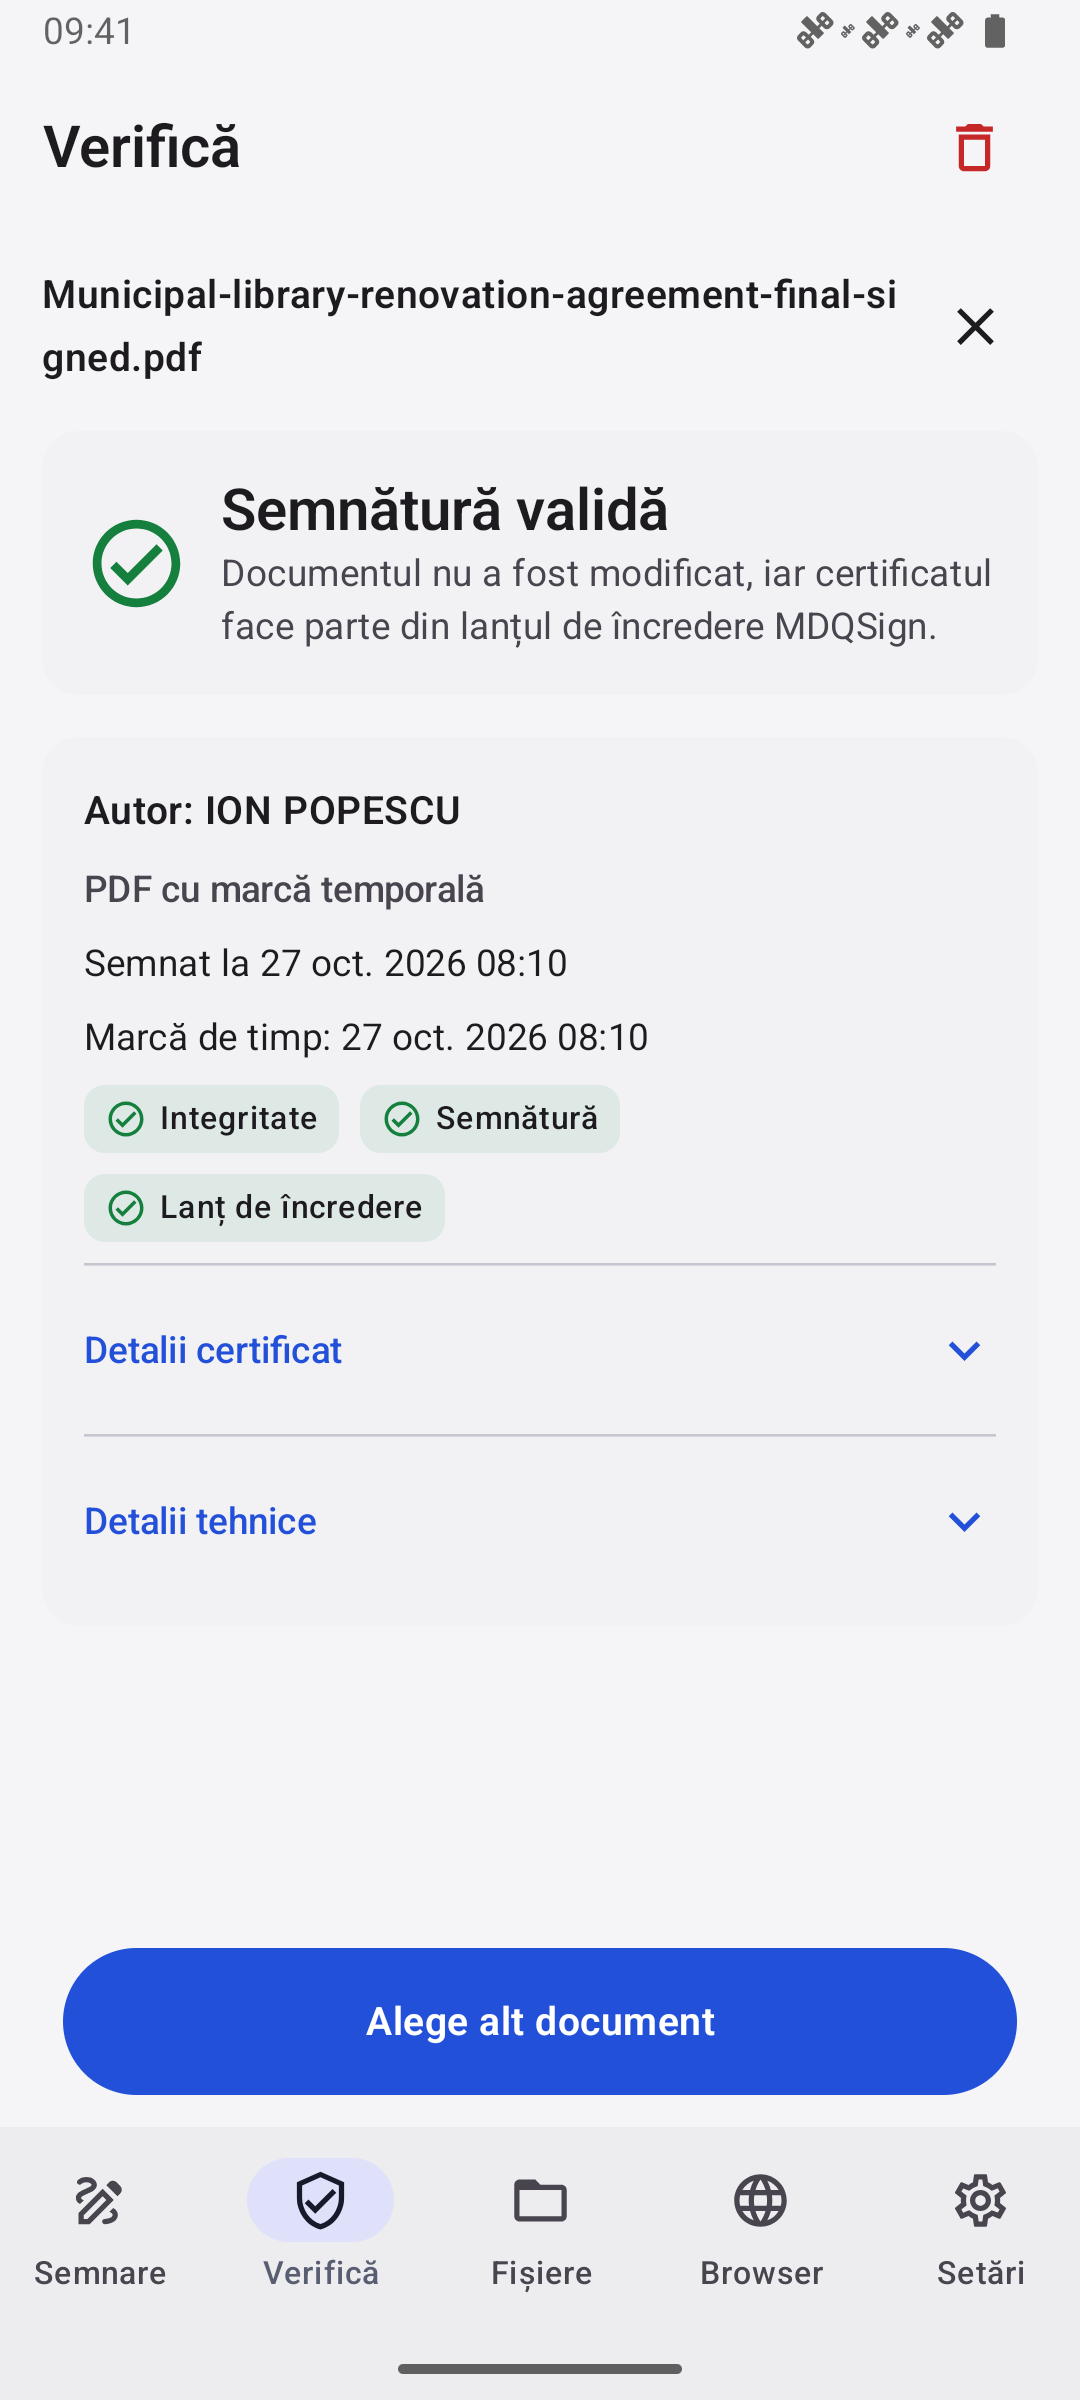 09:41
Verifică
Municipal-library-renovation-agreement-final-si
gned.pdf
Semnătură validă
Documentul nu a fost modificat, iar certificatul
face parte din lanțul de încredere MDQSign.
Autor: ION POPESCU
PDF cu marcă temporală
Semnat la 27 oct. 2026 08:10
Marcă de timp: 27 oct. 2026 08:10
Integritate
Semnătură
Lanț de încredere
Detalii certificat
Detalii tehnice
Alege alt document
Semnare
Verifică
Fișiere
Browser
Setări